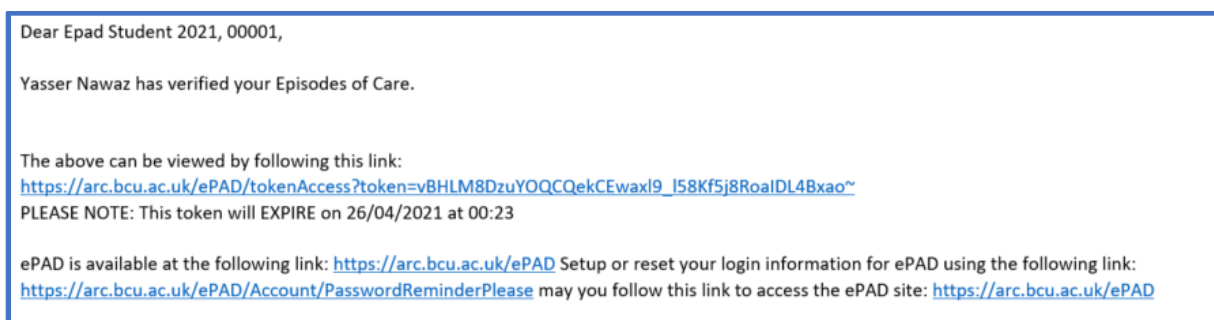 Dear Epad Student 2021, 00001,
Yasser Nawaz has verified your Episodes of Care.
The above can be viewed by following this link:
https://arc.bcu.ac.uk/ePAD/tokenAccess?token=vBHLM8DzuYOQCQekCEwaxl9_l58Kf5j8RoaIDL4Bxao~
PLEASE NOTE: This token will EXPIRE on 26/04/2021 at 00:23
ePAD is available at the following link: https://arc.bcu.ac.uk/ePAD Setup or reset your login information for ePAD using the following link:
https://arc.bcu.ac.uk/ePAD/Account/PasswordReminderPlease may you follow this link to access the ePAD site: https://arc.bcu.ac.uk/ePAD